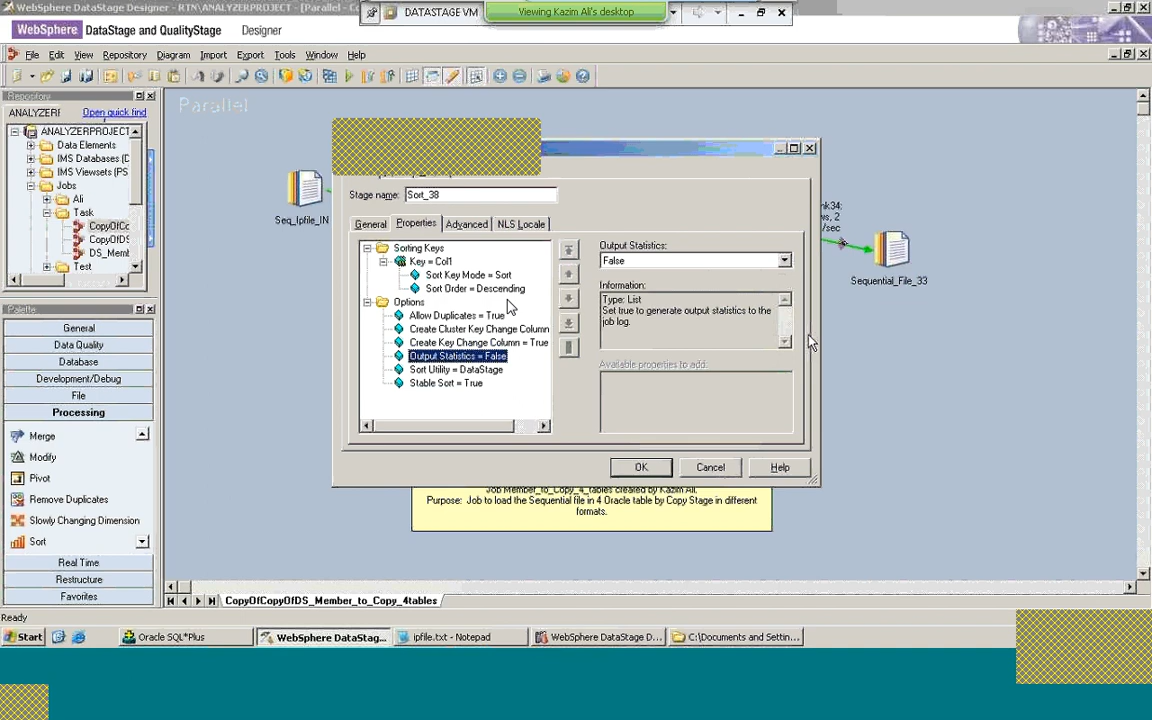 WebSphere DataStage Designer - RTN\ANALYZERPROJECT - [Parallel - C
DATASTAGE VM
Viewing Kazim Ali's desktop
WebSphere DataStage and QualityStage Designer
File Edit View Repository Diagram Import Export Tools Window Help
Repository
ANALYZERF Open quick find
ANALYZERPROJECT
Data Elements
IMS Databases (D
IMS Viewsets (PS
Jobs
Ali
Task
CopyOfCo
CopyOfDS
DS_Memb
Test
Palette
General
Data Quality
Database
Development/Debug
File
Processing
Merge
Modify
Pivot
Remove Duplicates
Slowly Changing Dimension
Sort
Real Time
Restructure
Favorites
Parallel
Seq_Ipfile_IN
Stage name: Sort_38
General Properties Advanced NLS Locale
Sorting Keys
Key = Col1
Sort Key Mode = Sort
Sort Order = Descending
Options
Allow Duplicates = True
Create Cluster Key Change Column
Create Key Change Column = True
Output Statistics = False
Sort Utility = DataStage
Stable Sort = True
Output Statistics:
False
Information:
Type: List
Set true to generate output statistics to the
job log.
Available properties to add:
OK Cancel Help
nk34;
ws, 2
/sec
Sequential_File_33
Job Member_to_Copy_4_tables created by Kazim Ali.
Purpose: Job to load the Sequential file in 4 Oracle table by Copy Stage in different
formats.
CopyOfCopyOfDS_Member_to_Copy_4tables
Ready
Start
Oracle SQL*Plus
WebSphere DataStag...
ipfile.txt - Notepad
WebSphere DataStage D...
C:\Documents and Settin...